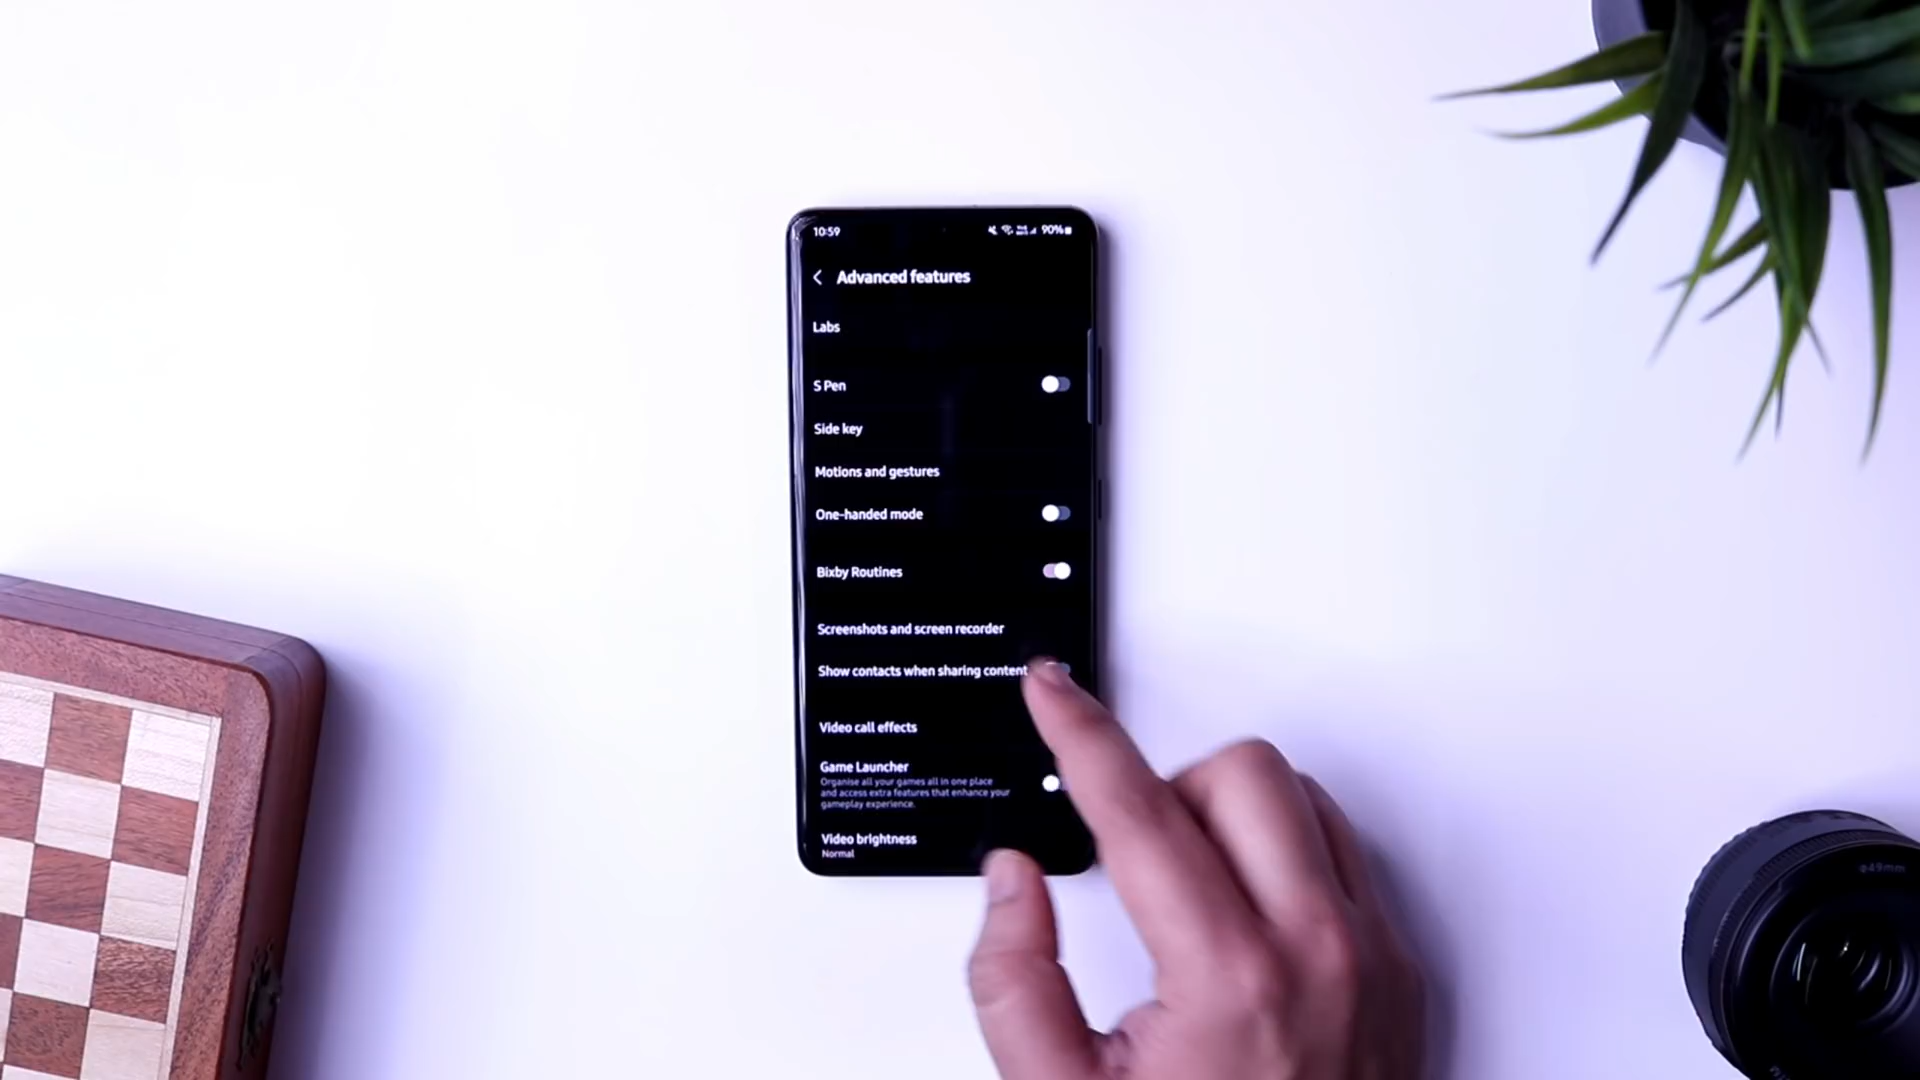 10:59
90%
Advanced features
Labs
S Pen
Side key
Motions and gestures
One-handed mode
Bixby Routines
Screenshots and screen recorder
Show contacts when sharing content
Video call effects
Game Launcher
Organise all your games all in one place
and access extra features that enhance your
gameplay experience.
Video brightness
Normal
ø49mm